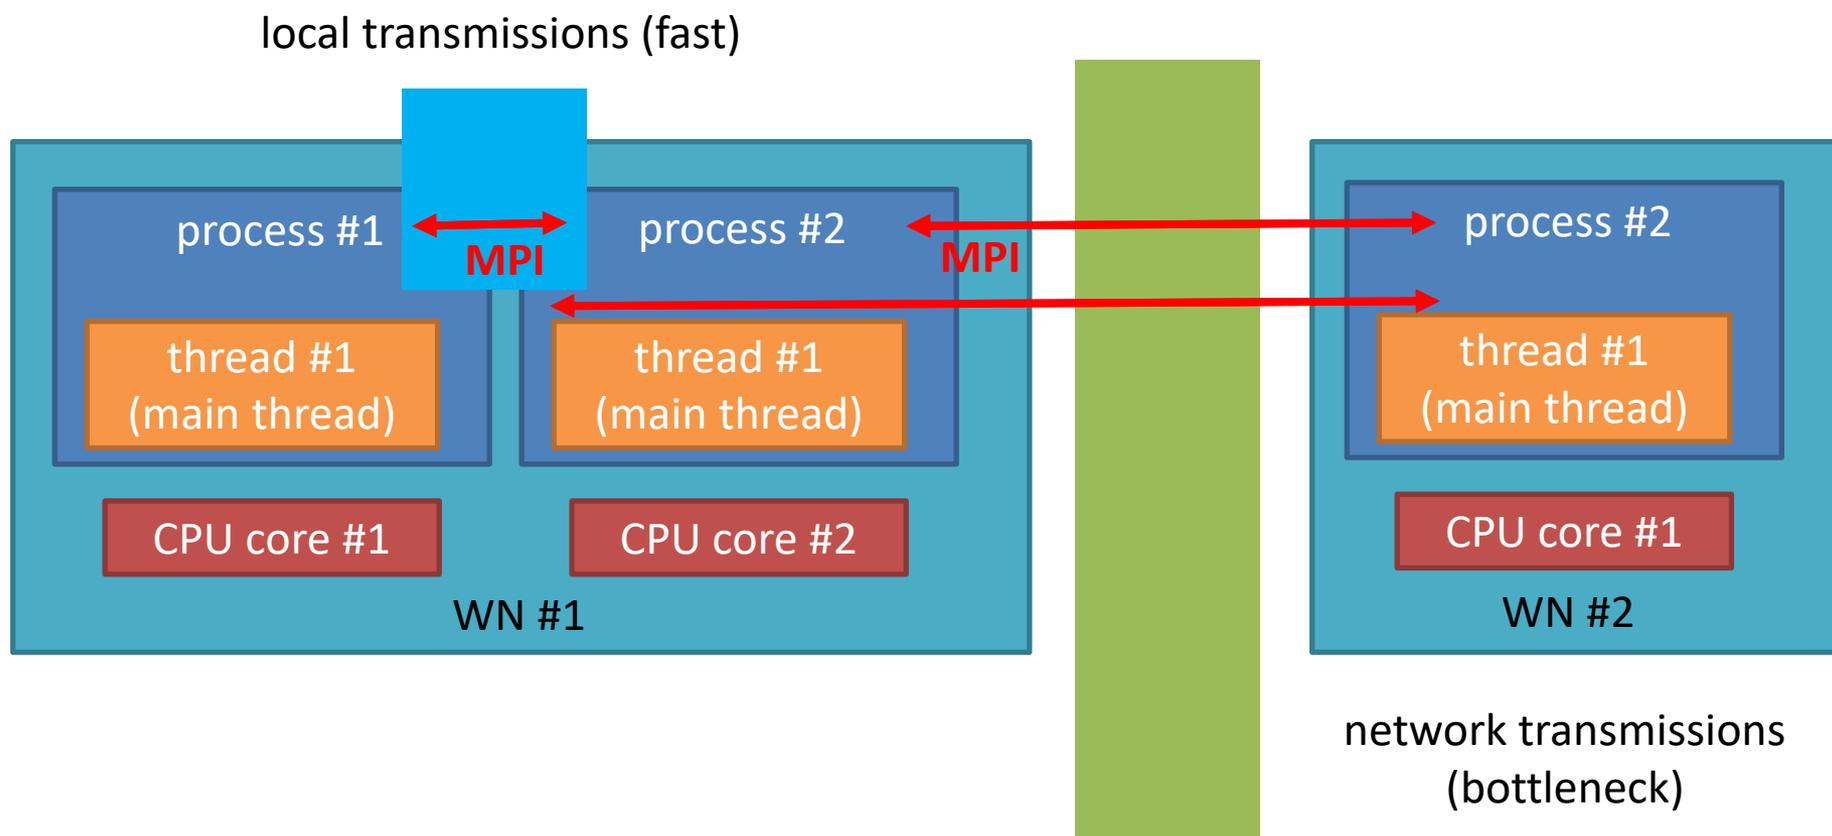 local transmissions (fast)
process #1
MPI
process #2
MPI
process #2
thread #1
(main thread)
thread #1
(main thread)
thread #1
(main thread)
CPU core #1
CPU core #2
CPU core #1
WN #1
WN #2
network transmissions
(bottleneck)